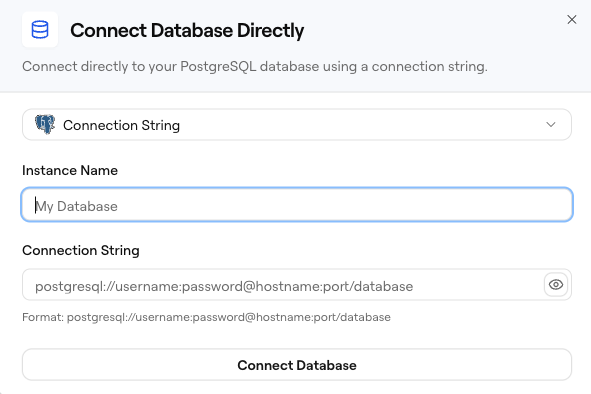 Connect Database Directly
Connect directly to your PostgreSQL database using a connection string.
Connection String
Instance Name
My Database
Connection String
postgresql://username:password@hostname:port/database
Format: postgresql://username:password@hostname:port/database
Connect Database